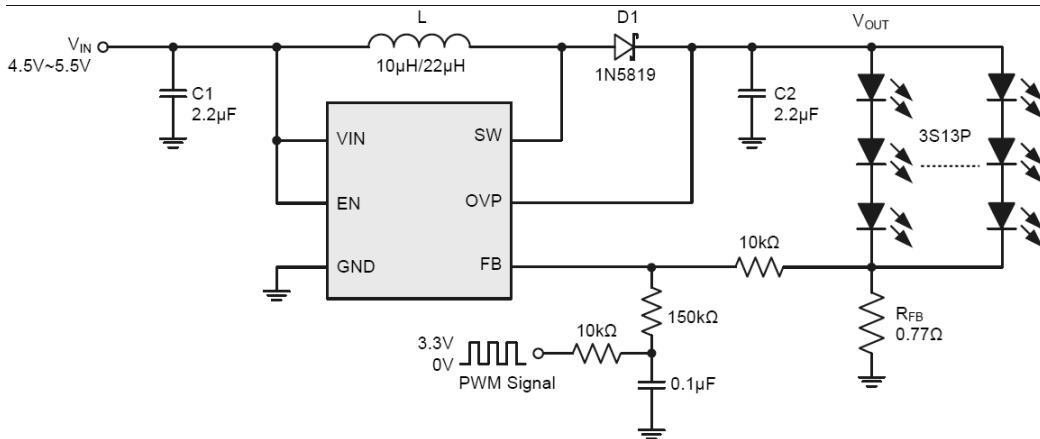 L
D1
VIN
4.5V~5.5V
VOUT
10µH/22µH
1N5819
C1
2.2µF
C2
2.2µF
VIN
SW
3S13P
EN
OVP
GND
FB
10kΩ
150kΩ
10kΩ
RFB
0.77Ω
3.3V
0V
PWM Signal
0.1µF